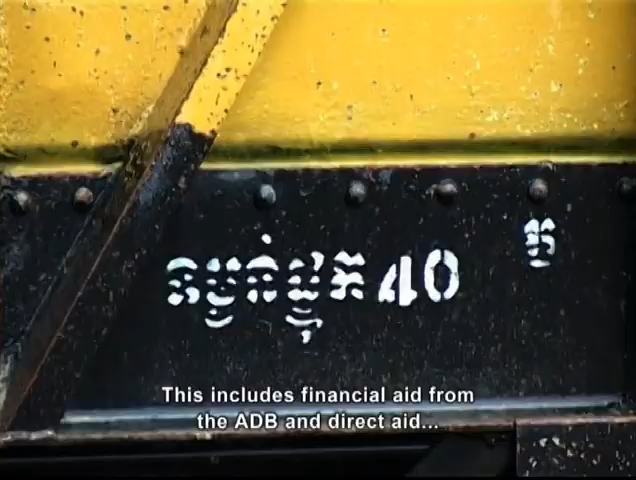 ទម្ងន់ផ្ទុក 40 ត
This includes financial aid from
the ADB and direct aid...